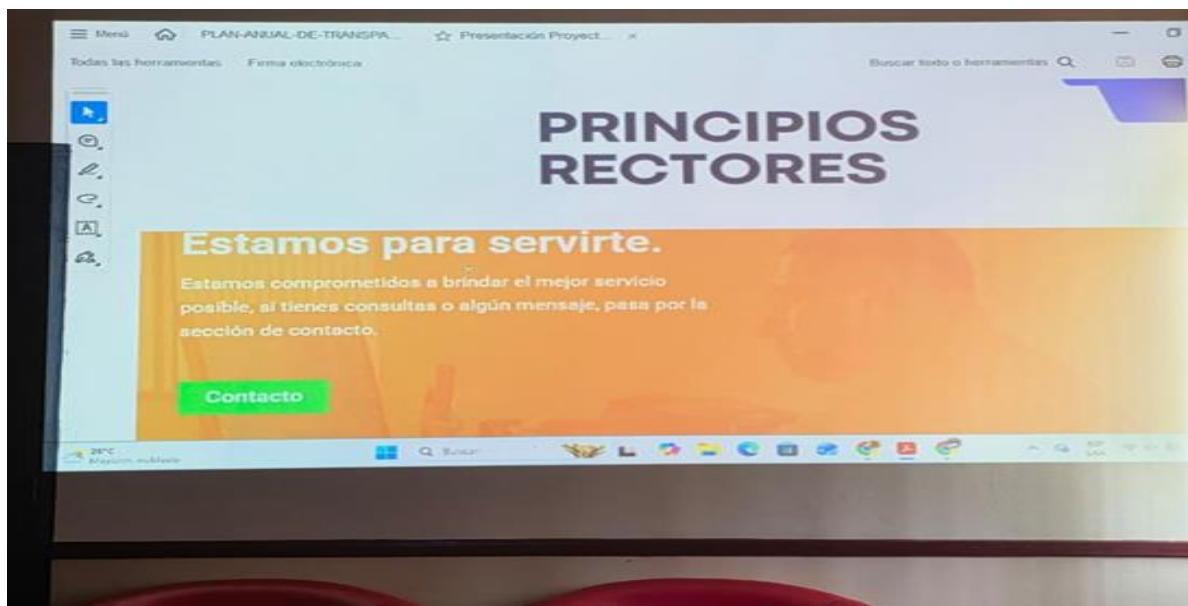 Menú PLAN-ANUAL-DE-TRANSPA... Presentación Proyect... ×
Todas las herramientas Firma electrónica Buscar texto o herramientas
PRINCIPIOS
RECTORES
Estamos para servirte.
Estamos comprometidos a brindar el mejor servicio
posible, si tienes consultas o algún mensaje, pasa por la
sección de contacto.
Contacto
Buscar